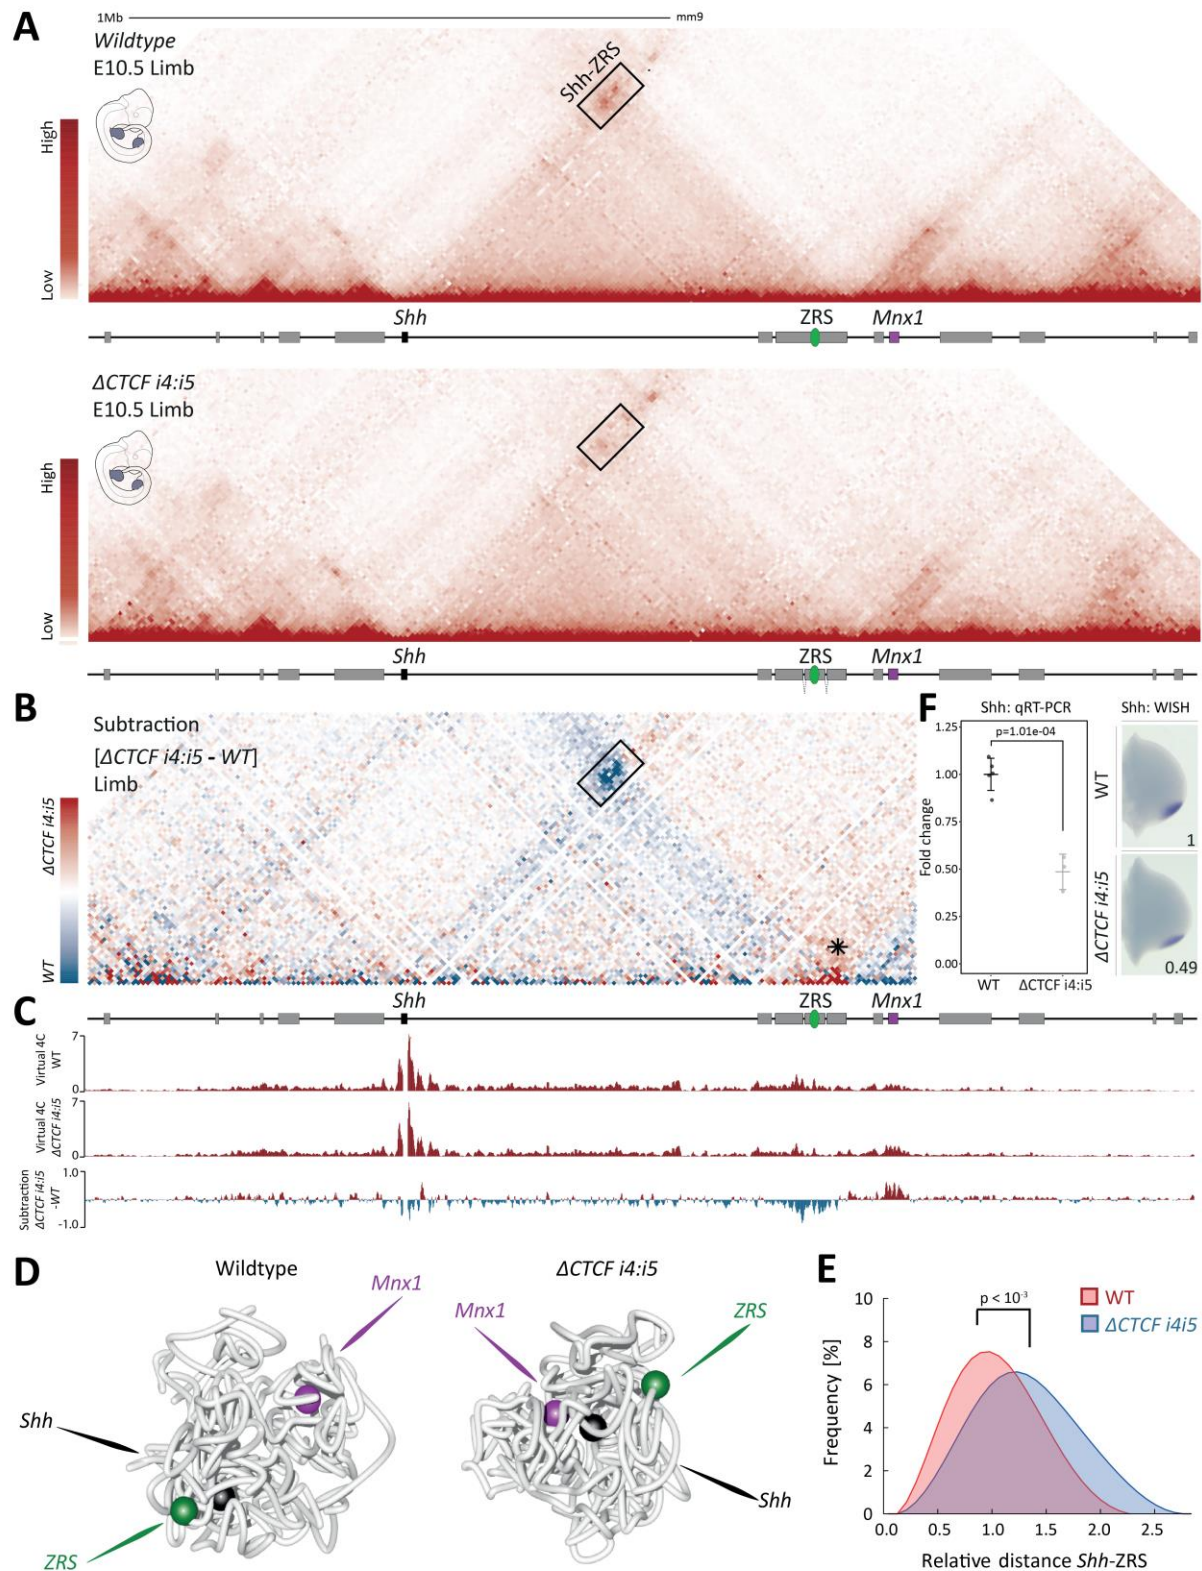 A
1Mb
mm9
Wildtype
E10.5 Limb
Shh-ZRS
High
Low
Shh
ZRS
Mnx1
ΔCTCF i4:i5
E10.5 Limb
High
Low
Shh
ZRS
Mnx1
B
Subtraction
[ΔCTCF i4:i5 - WT]
Limb
ΔCTCF i4:i5
WT
*
F
Shh: qRT-PCR
p=1.01e-04
Fold change
1.25
1.00
0.75
0.50
0.25
0.00
WT
ΔCTCF i4:i5
Shh: WISH
WT
1
ΔCTCF i4:i5
0.49
C
Shh
ZRS
Mnx1
Virtual 4C
WT
7
0
Virtual 4C
ΔCTCF i4:i5
7
0
Subtraction
ΔCTCF i4:i5
-WT
1.0
0
-1.0
D
Wildtype
Mnx1
Shh
ZRS
ΔCTCF i4:i5
Mnx1
ZRS
Shh
E
p < 10⁻³
WT
ΔCTCF i4i5
Frequency [%]
10
8
6
4
2
0
0.0 0.5 1.0 1.5 2.0 2.5
Relative distance Shh-ZRS